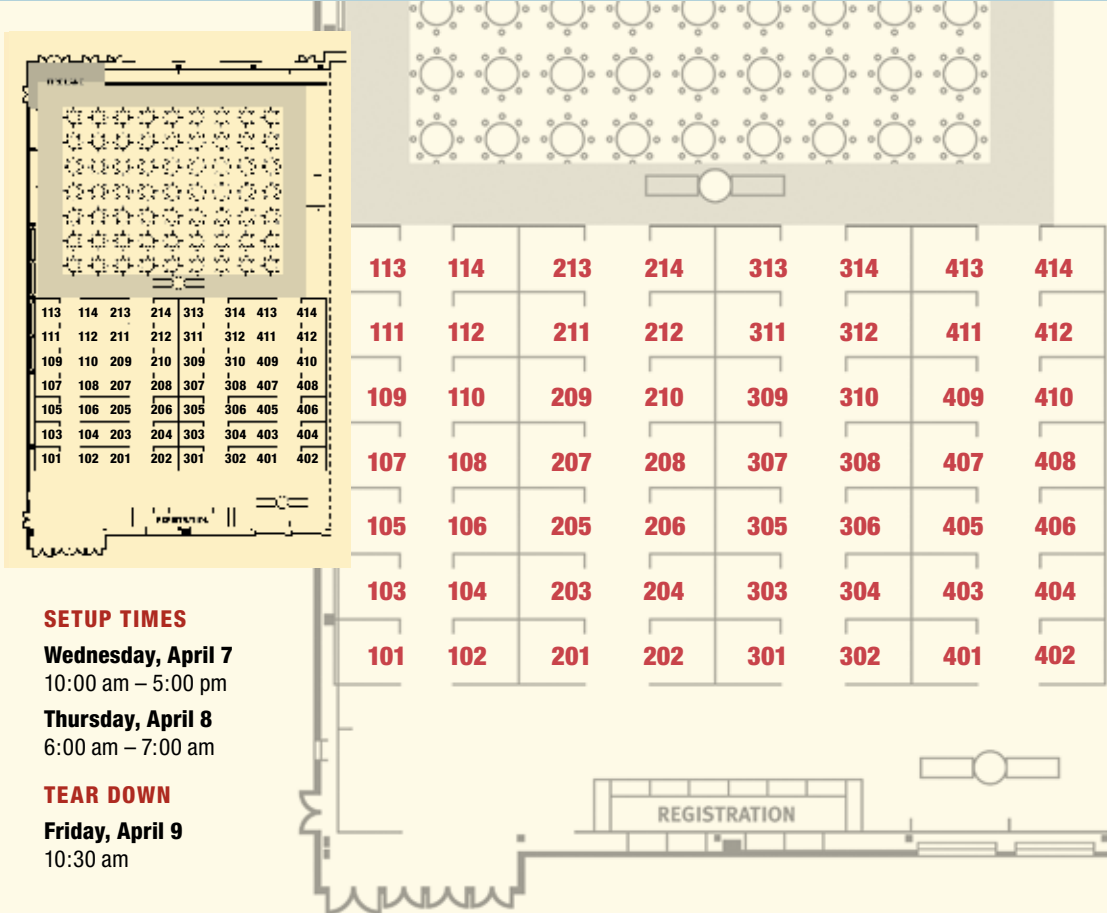 113 114 213 214 313 314 413 414
111 112 211 212 311 312 411 412
109 110 209 210 309 310 409 410
107 108 207 208 307 308 407 408
105 106 205 206 305 306 405 406
103 104 203 204 303 304 403 404
101 102 201 202 301 302 401 402
REGISTRATION
113 114 213 214 313 314 413 414
111 112 211 212 311 312 411 412
109 110 209 210 309 310 409 410
107 108 207 208 307 308 407 408
105 106 205 206 305 306 405 406
103 104 203 204 303 304 403 404
101 102 201 202 301 302 401 402
REGISTRATION
SETUP TIMES
Wednesday, April 7
10:00 am – 5:00 pm
Thursday, April 8
6:00 am – 7:00 am
TEAR DOWN
Friday, April 9
10:30 am